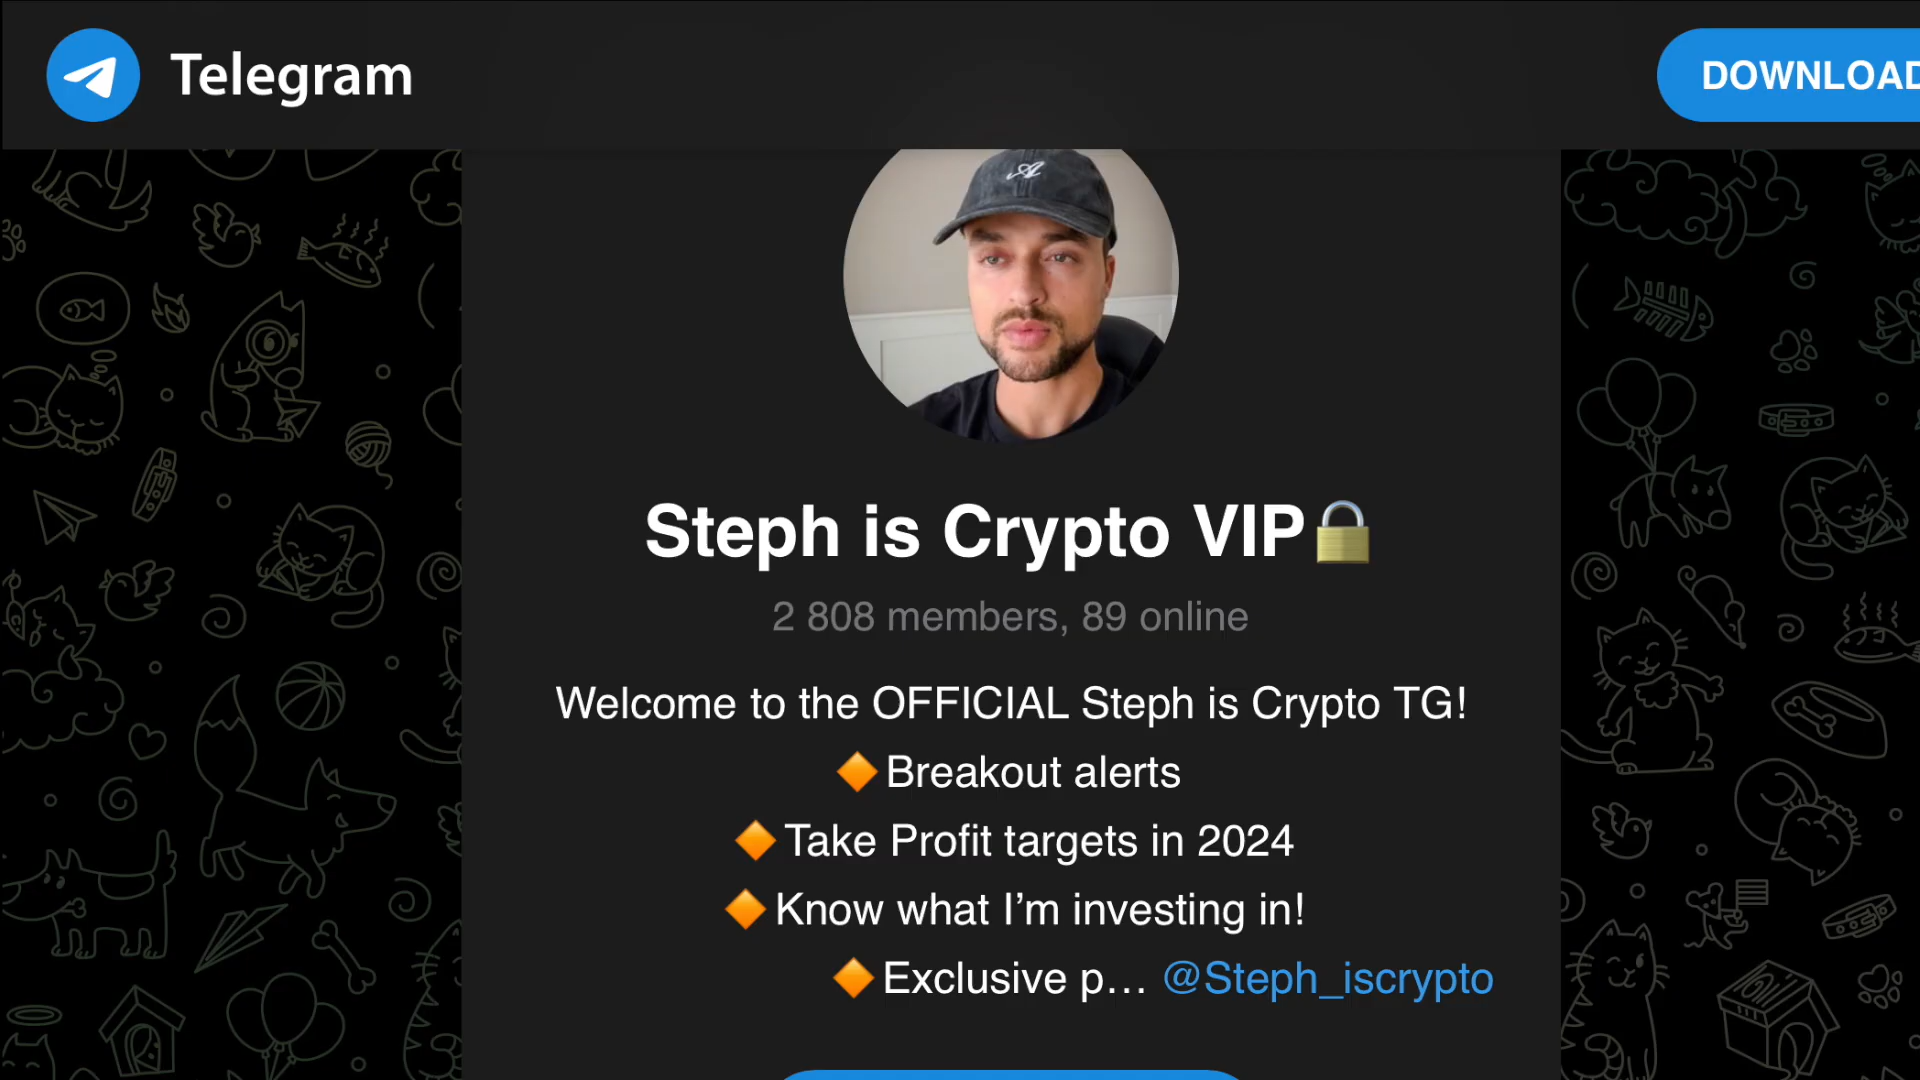 Telegram
DOWNLOAD
Steph is Crypto VIP🔒
2 808 members, 89 online
Welcome to the OFFICIAL Steph is Crypto TG!
🔶Breakout alerts
🔶Take Profit targets in 2024
🔶Know what I’m investing in!
🔶Exclusive p… @Steph_iscrypto